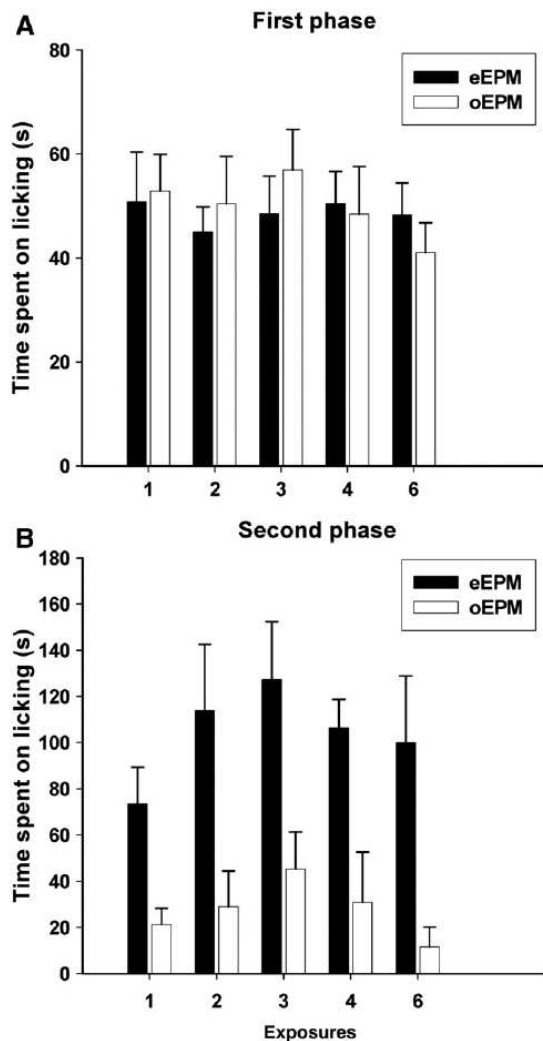 A
First phase
80
60
40
20
0
Time spent on licking (s)
eEPM
oEPM
1 2 3 4 6
B
Second phase
180
160
140
120
100
80
60
40
20
0
Time spent on licking (s)
eEPM
oEPM
1 2 3 4 6
Exposures